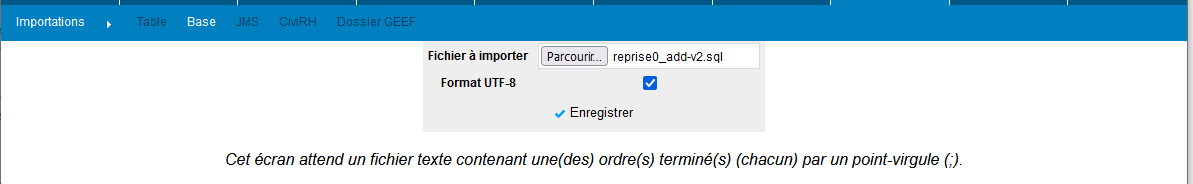 Importations Table Base JMS CiviRH Dossier GEEF
Fichier à importer Parcourir... reprise0_add-v2.sql
Format UTF-8
Enregistrer
Cet écran attend un fichier texte contenant une(des) ordre(s) terminé(s) (chacun) par un point-virgule (;).